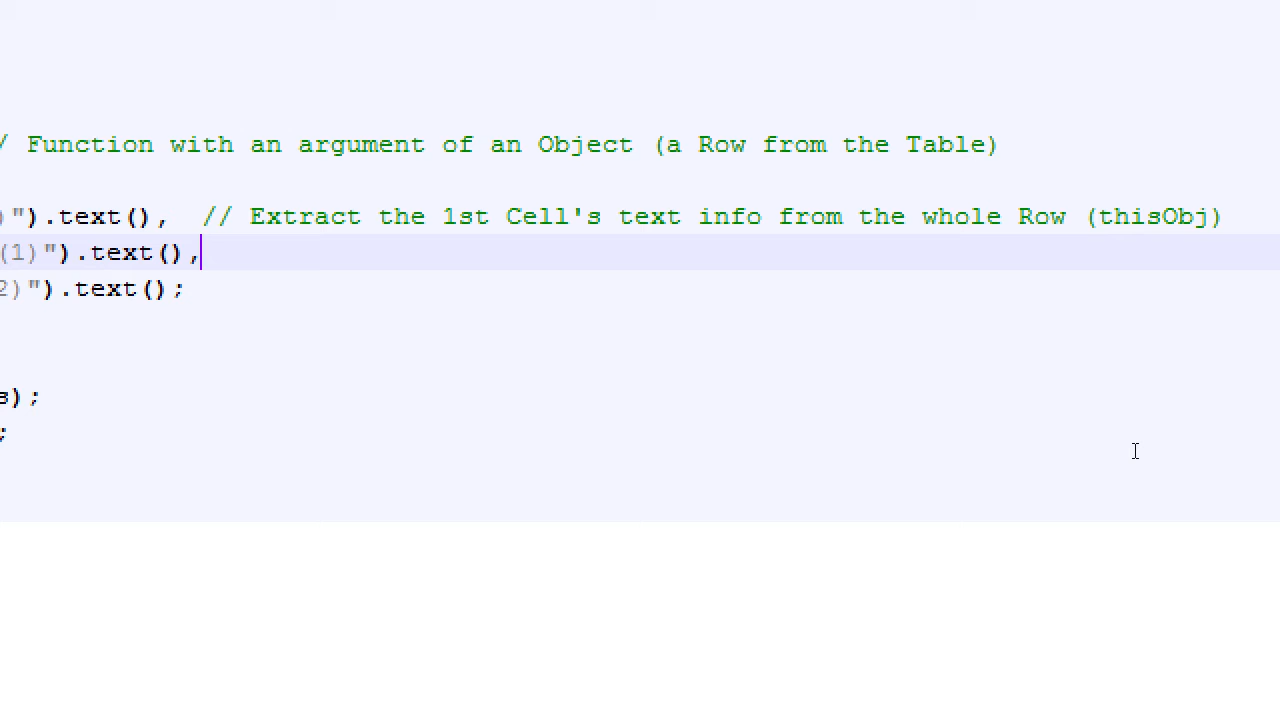 / Function with an argument of an Object (a Row from the Table)
)").text(),  // Extract the 1st Cell's text info from the whole Row (thisObj)
(1)").text(),
2)").text();
s);
;